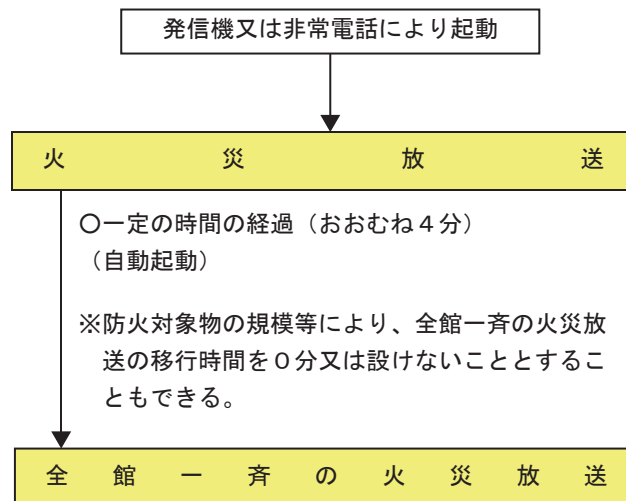 発信機又は非常電話により起動
火災放送
〇一定の時間の経過（おおむね４分）
（自動起動）
※防火対象物の規模等により、全館一斉の火災放
送の移行時間を０分又は設けないこととするこ
ともできる。
全館一斉の火災放送